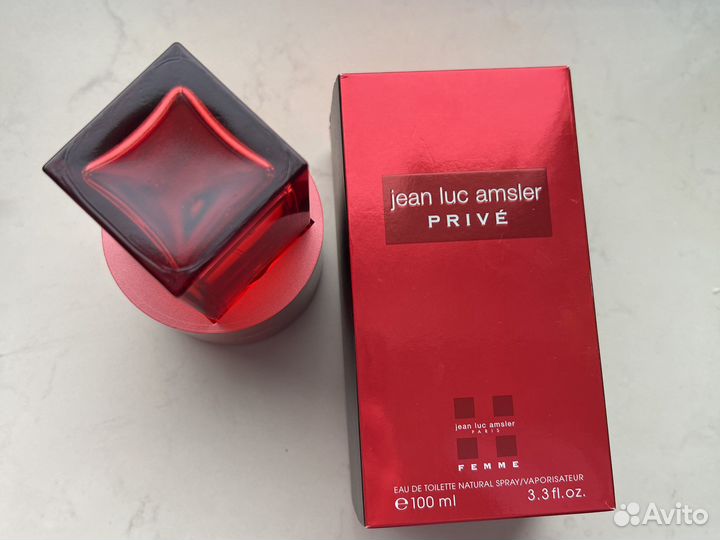 jean luc amsler
PRIVÉ
jean luc amsler
PARIS
FEMME
EAU DE TOILETTE NATURAL SPRAY/VAPORISATEUR
℮100 ml 3.3 fl.oz.
Avito